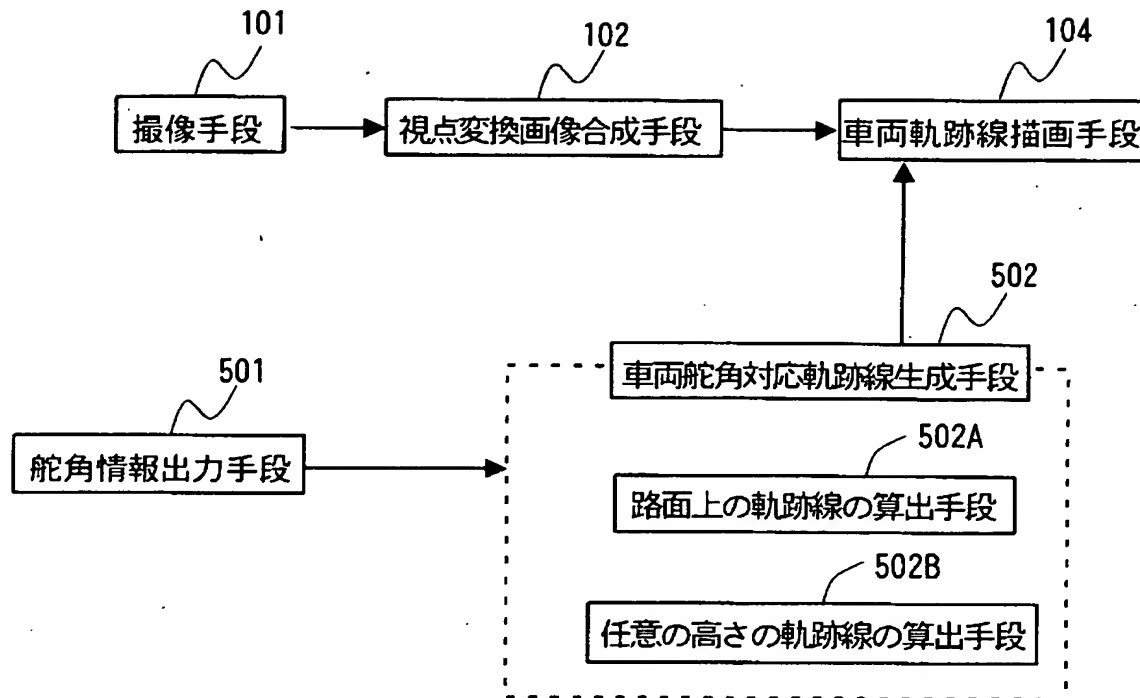 101
102
104
撮像手段
視点変換画像合成手段
車両軌跡線描画手段
502
車両舵角対応軌跡線生成手段
501
舵角情報出力手段
502A
路面上の軌跡線の算出手段
502B
任意の高さの軌跡線の算出手段